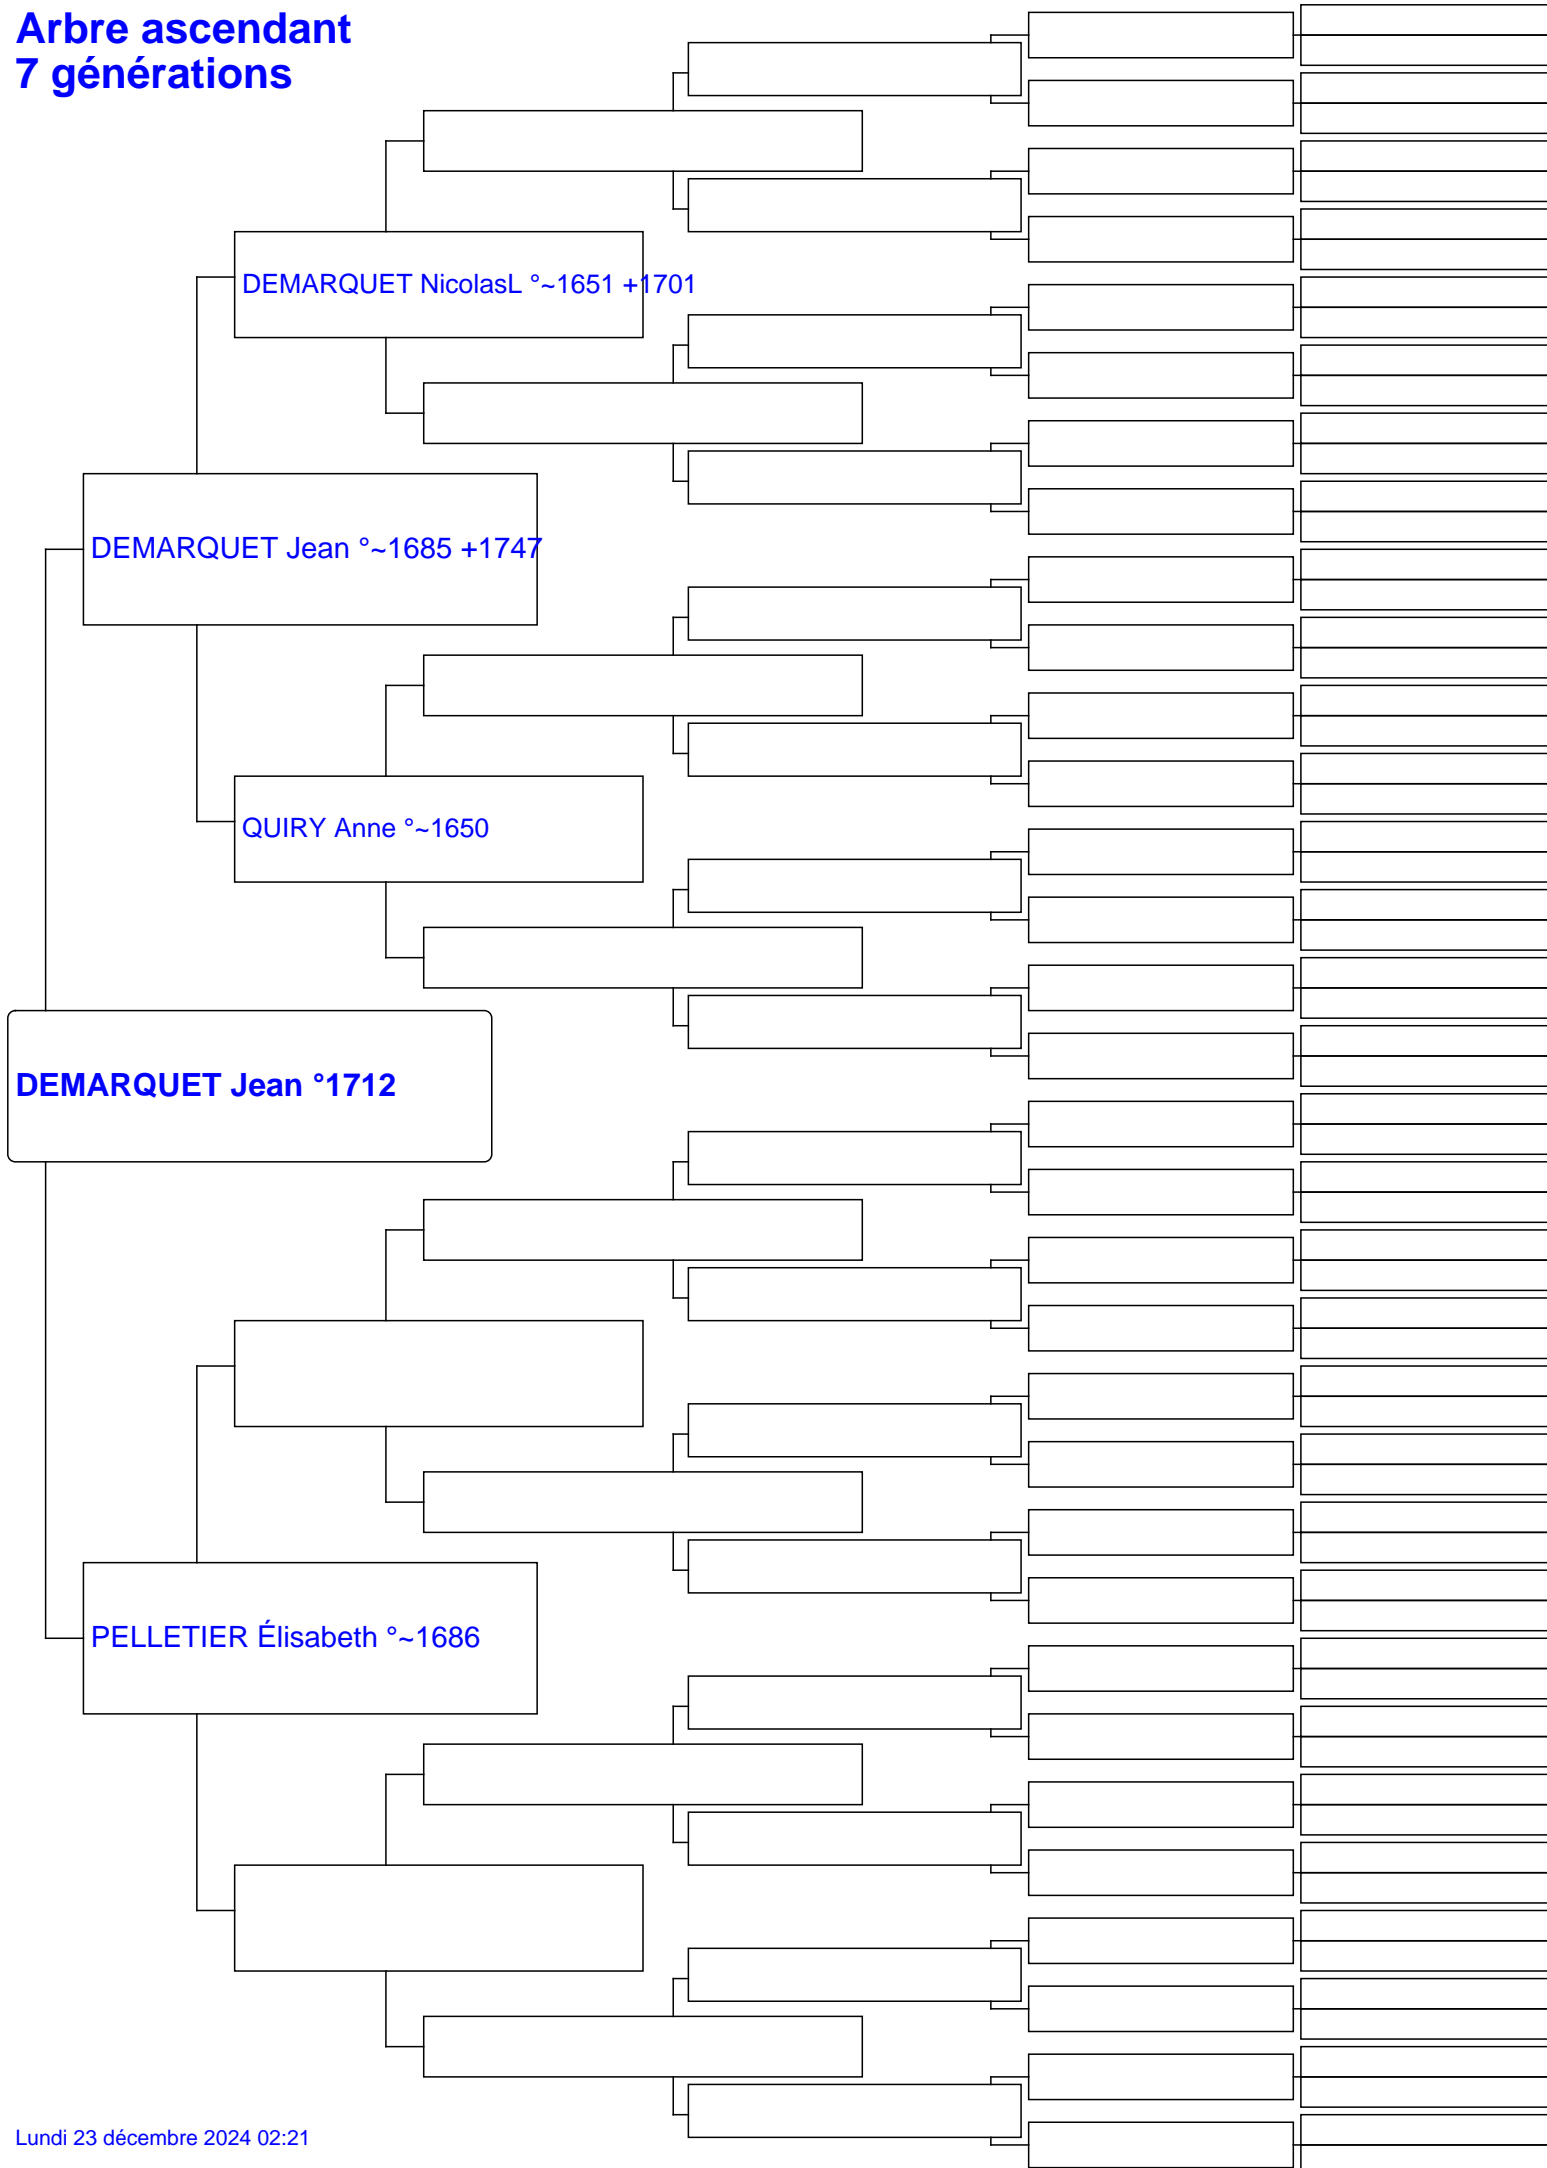 Arbre ascendant
7 générations
DEMARQUET NicolasL °~1651 +1701
DEMARQUET Jean °~1685 +1747
QUIRY Anne °~1650
DEMARQUET Jean °1712
PELLETIER Élisabeth °~1686
Lundi 23 décembre 2024 02:21